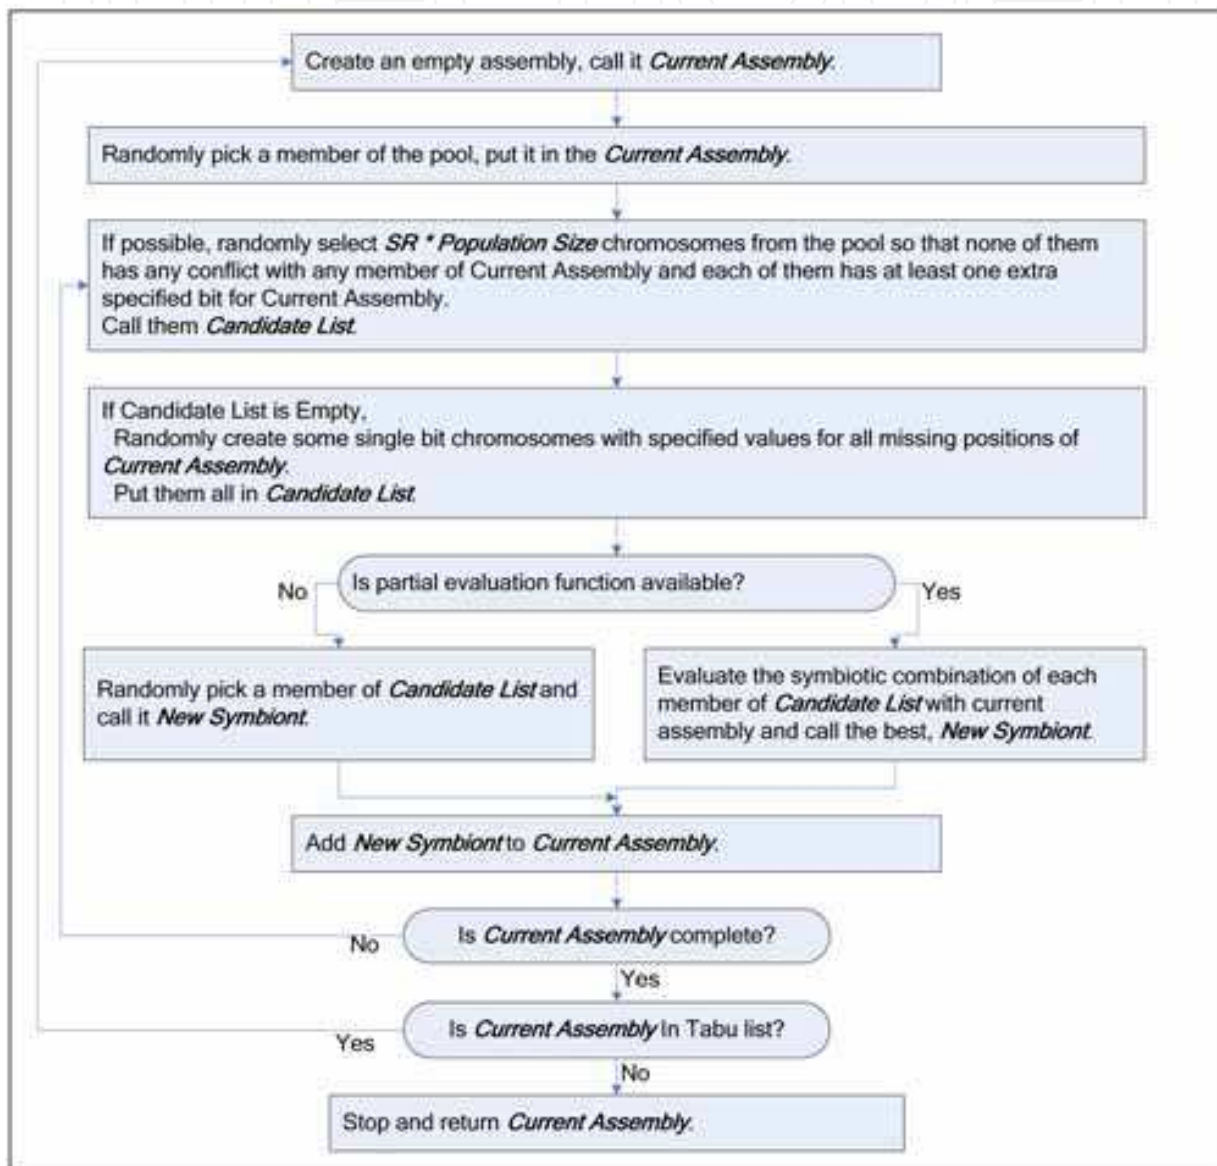 Create an empty assembly, call it Current Assembly.
Randomly pick a member of the pool, put it in the Current Assembly.
If possible, randomly select SR * Population Size chromosomes from the pool so that none of them
has any conflict with any member of Current Assembly and each of them has at least one extra
specified bit for Current Assembly.
Call them Candidate List.
If Candidate List is Empty,
Randomly create some single bit chromosomes with specified values for all missing positions of
Current Assembly.
Put them all in Candidate List.
Is partial evaluation function available?
No
Yes
Randomly pick a member of Candidate List and
call it New Symbiont.
Evaluate the symbiotic combination of each
member of Candidate List with current
assembly and call the best, New Symbiont.
Add New Symbiont to Current Assembly.
Is Current Assembly complete?
No
Yes
Is Current Assembly In Tabu list?
Yes
No
Stop and return Current Assembly.